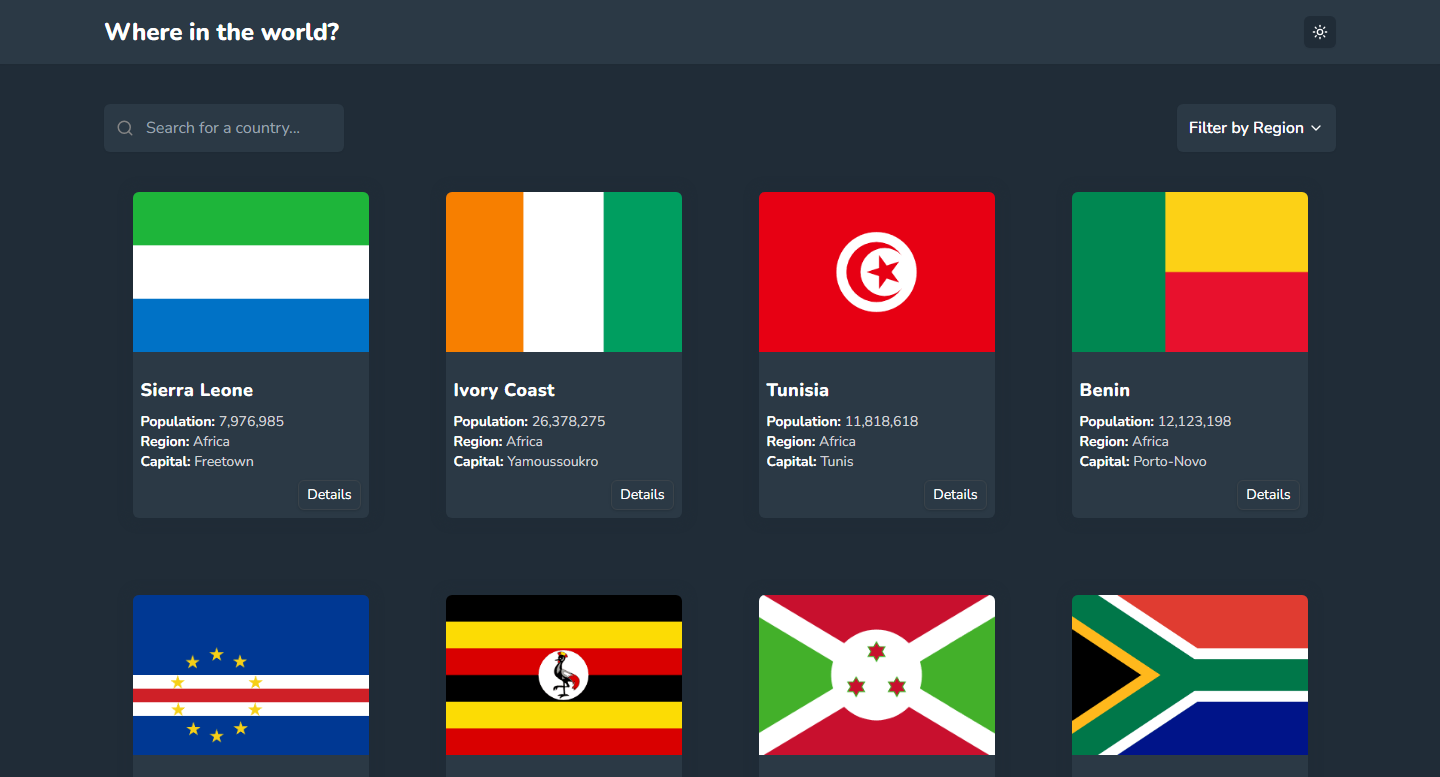 Where in the world?
Search for a country...
Filter by Region
Sierra Leone
Population: 7,976,985
Region: Africa
Capital: Freetown
Details
Ivory Coast
Population: 26,378,275
Region: Africa
Capital: Yamoussoukro
Details
Tunisia
Population: 11,818,618
Region: Africa
Capital: Tunis
Details
Benin
Population: 12,123,198
Region: Africa
Capital: Porto-Novo
Details